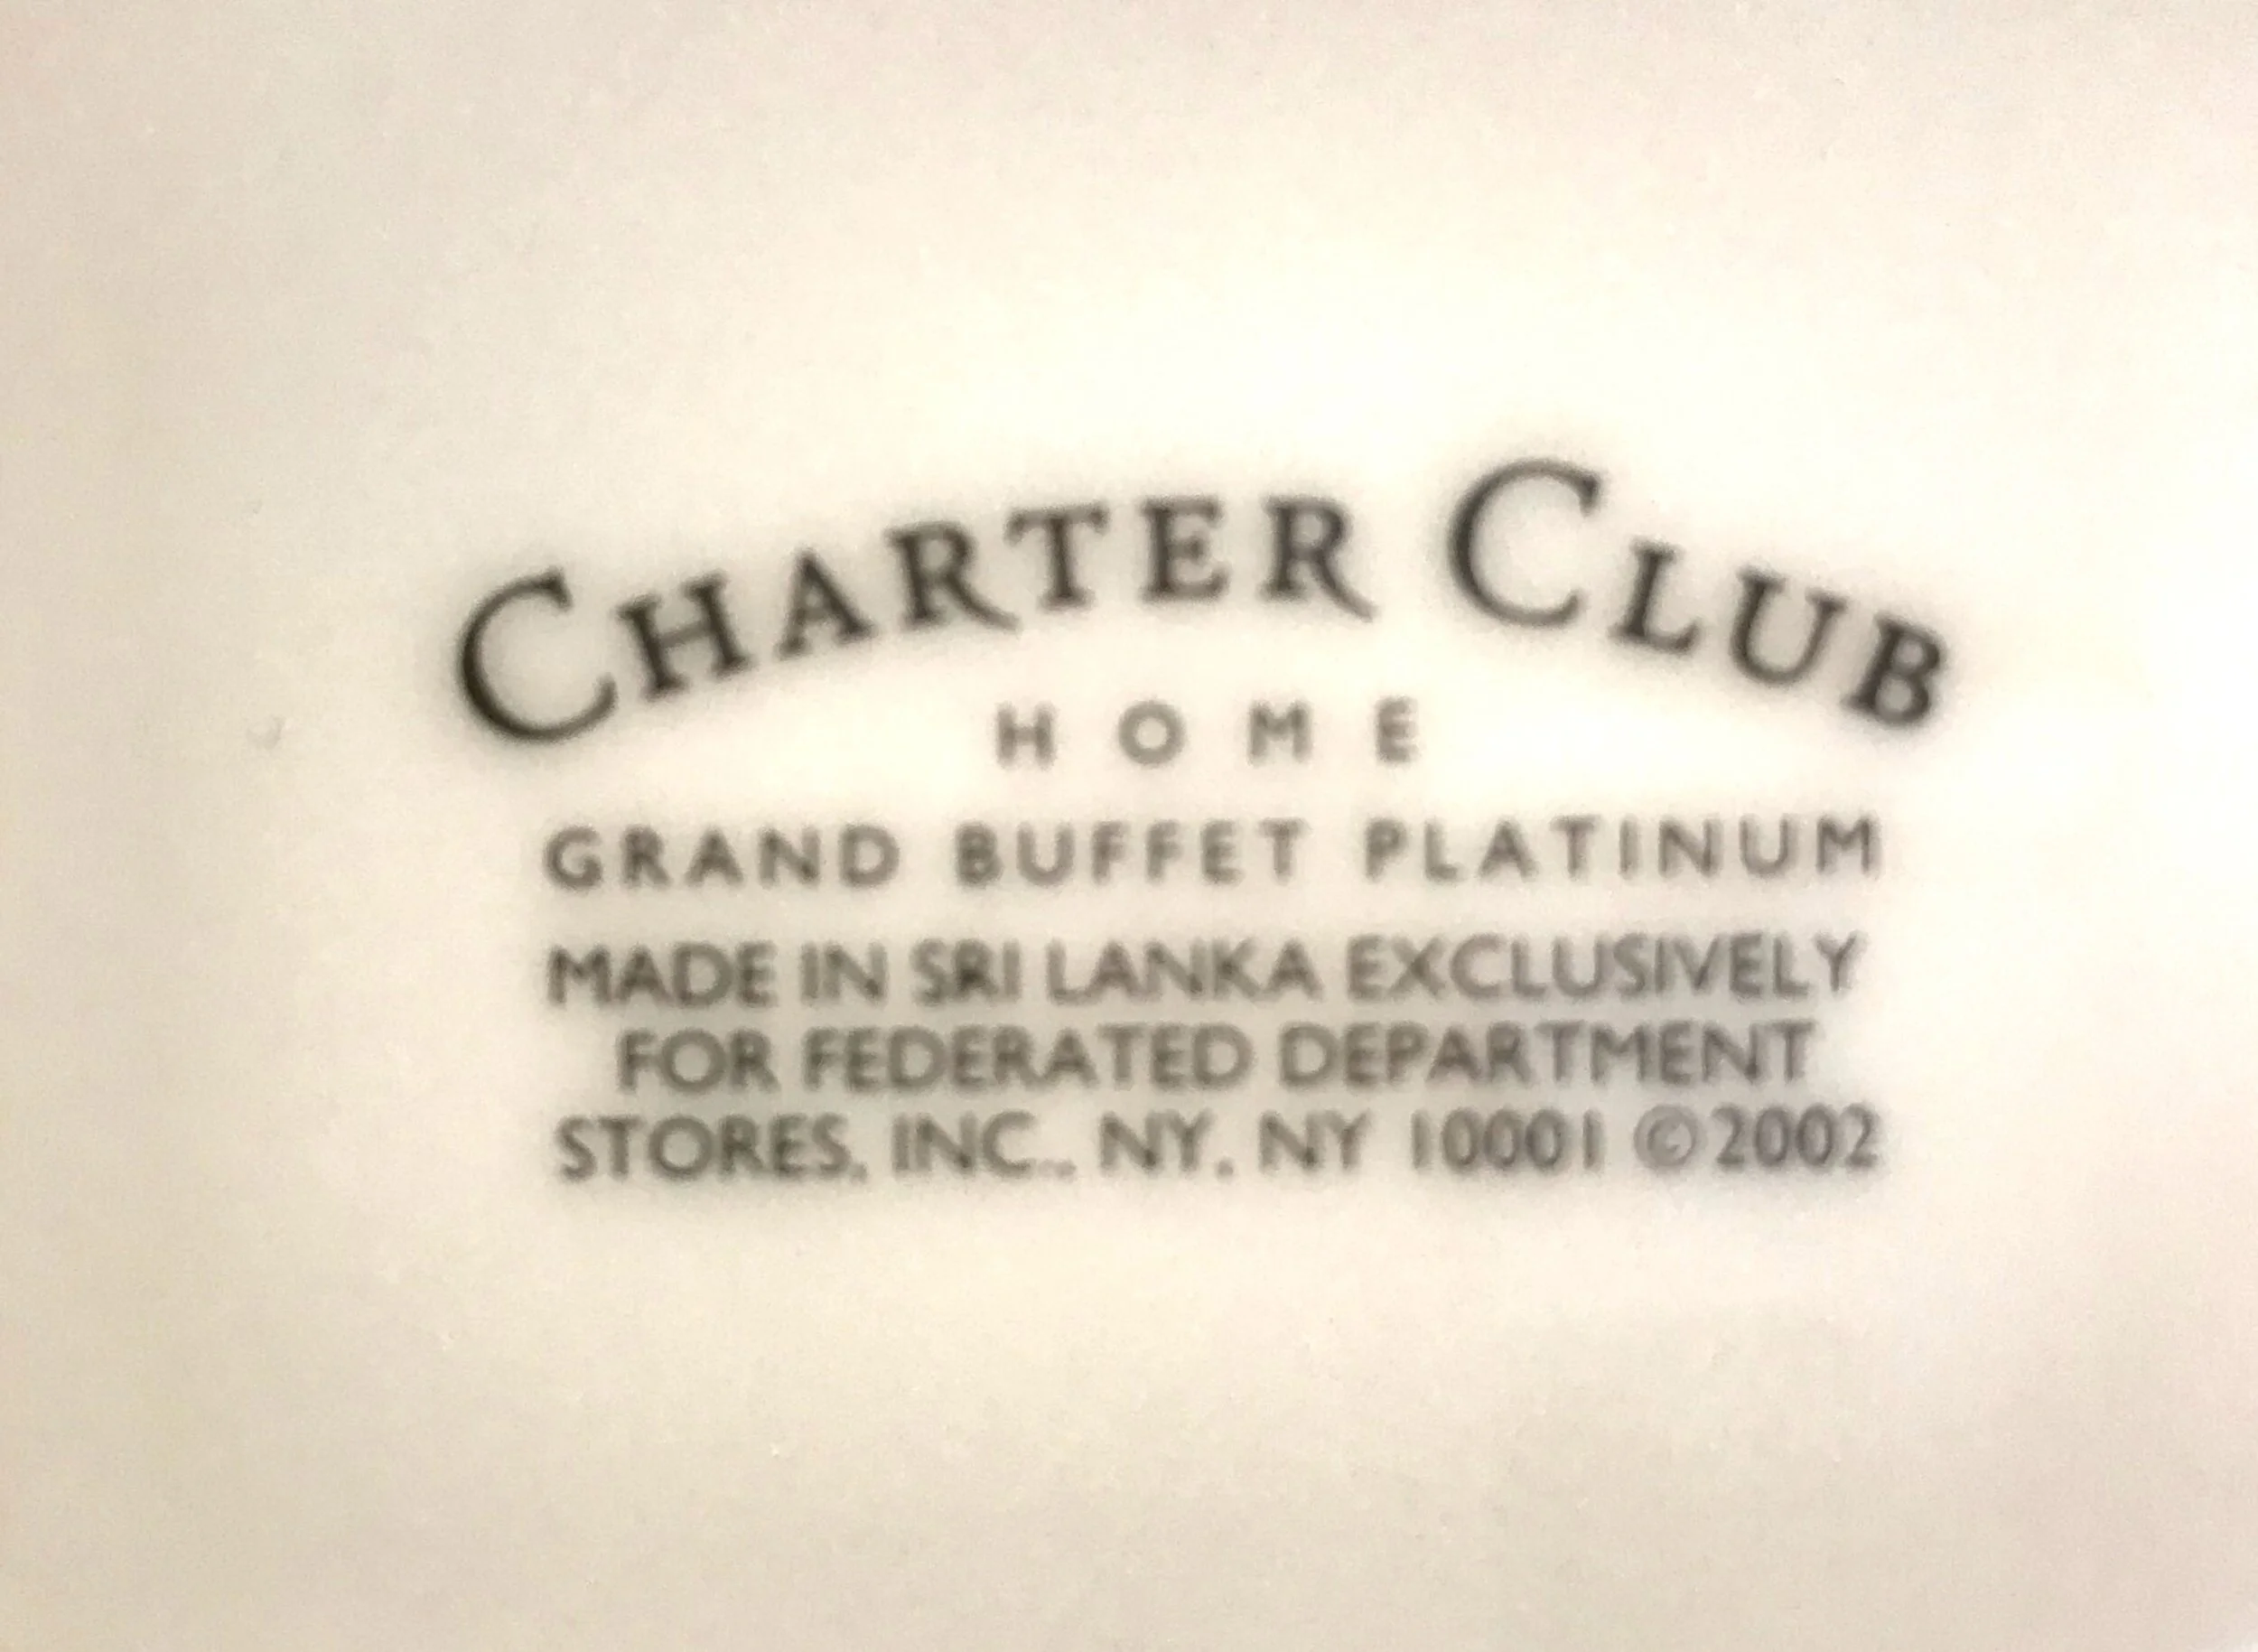 CHARTER CLUB
HOME
GRAND BUFFET PLATINUM
MADE IN SRI LANKA EXCLUSIVELY
FOR FEDERATED DEPARTMENT
STORES, INC., NY, NY 10001 ©2002